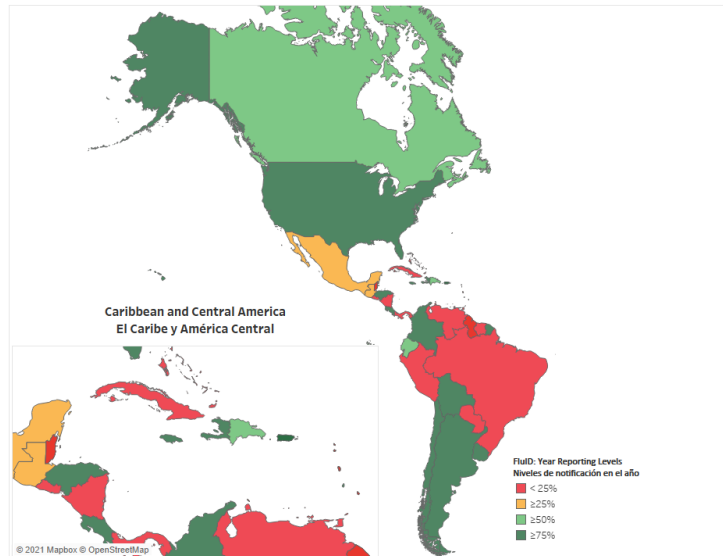 Caribbean and Central America
El Caribe y América Central
FluID: Year Reporting Levels
Niveles de notificación en el año
< 25%
≥25%
≥50%
≥75%
© 2021 Mapbox © OpenStreetMap